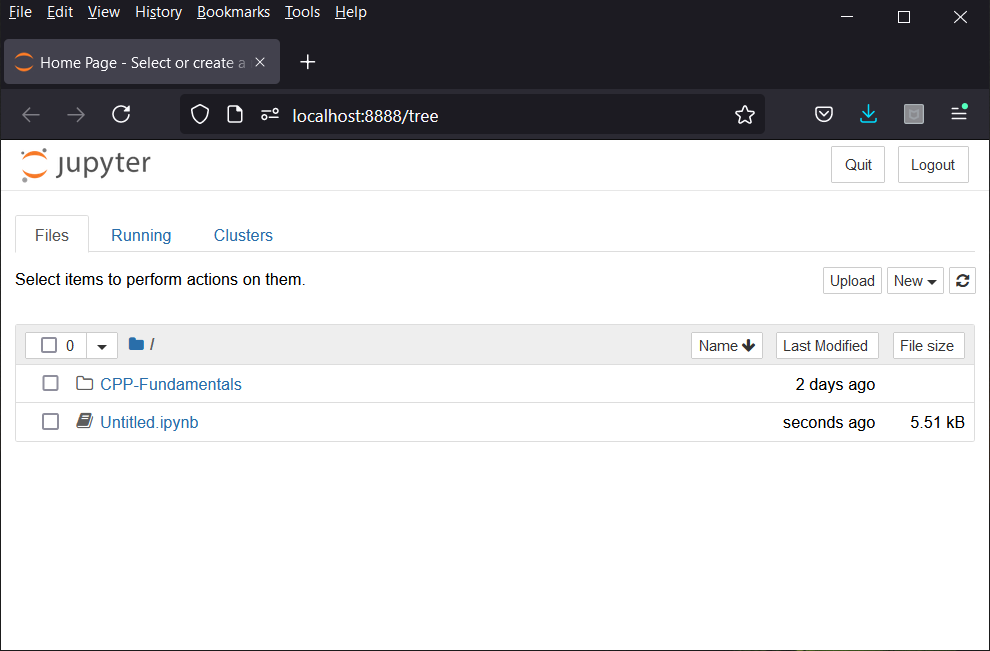 File Edit View History Bookmarks Tools Help
Home Page - Select or create a
localhost:8888/tree
jupyter Quit Logout
Files Running Clusters
Select items to perform actions on them. Upload New
0 / Name Last Modified File size
CPP-Fundamentals 2 days ago
Untitled.ipynb seconds ago 5.51 kB